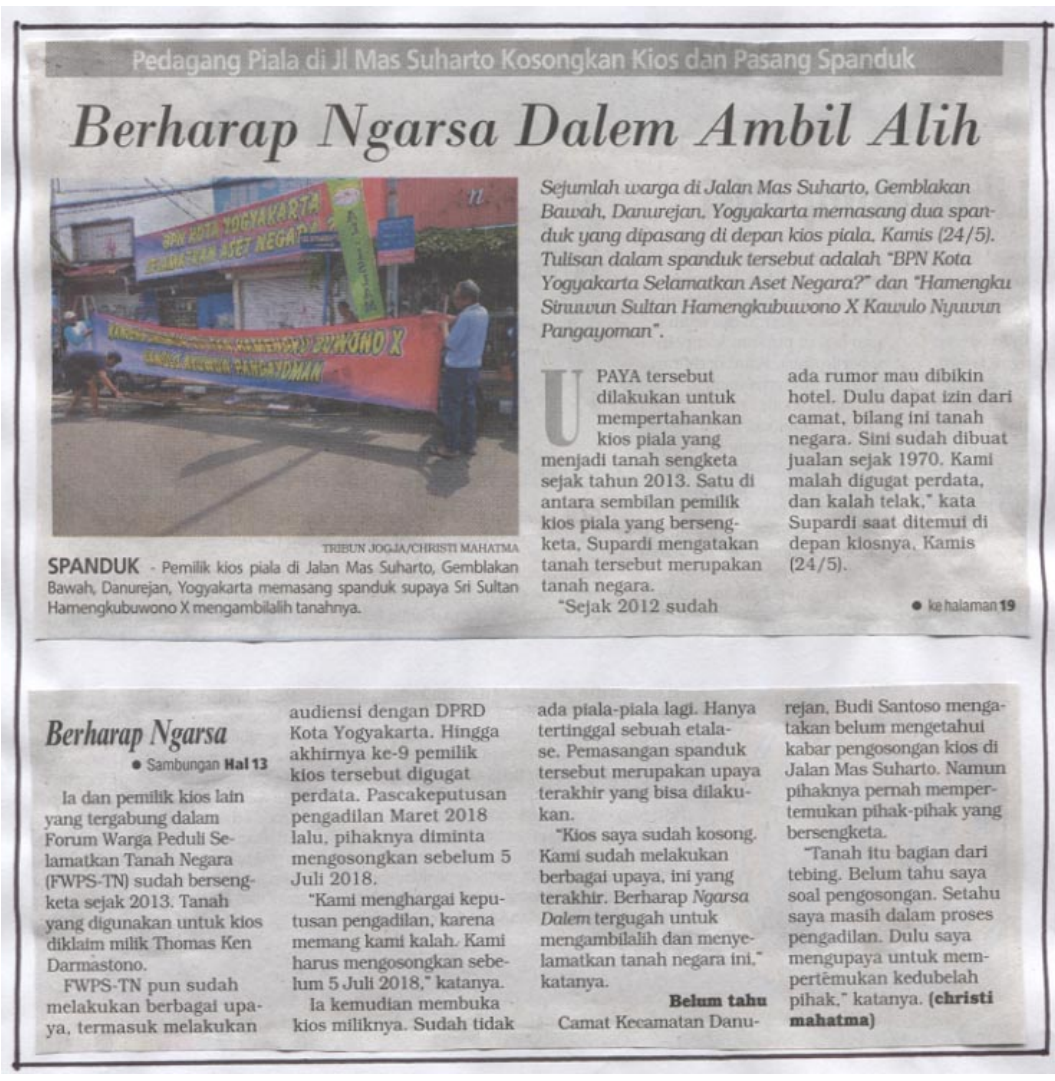 Pedagang Piala di Jl Mas Suharto Kosongkan Kios dan Pasang Spanduk
Berharap Ngarsa Dalem Ambil Alih
BPN KOTA YOGYAKARTA
SELAMATKAN ASET NEGARA
HAMENGKU BUWONO X
KAWULO NYUWUN PANGAYOMAN
TRIBUN JOGJA/CHRISTI MAHATMA
SPANDUK - Pemilik kios piala di Jalan Mas Suharto, Gemblakan
Bawah, Danurejan, Yogyakarta memasang spanduk supaya Sri Sultan
Hamengkubuwono X mengambilalih tanahnya.
Sejumlah warga di Jalan Mas Suharto, Gemblakan
Bawah, Danurejan, Yogyakarta memasang dua span-
duk yang dipasang di depan kios piala, Kamis (24/5).
Tulisan dalam spanduk tersebut adalah "BPN Kota
Yogyakarta Selamatkan Aset Negara?" dan "Hamengku
Sinuwun Sultan Hamengkubuwono X Kawulo Nyuwun
Pangayoman".
UPAYA tersebut
dilakukan untuk
mempertahankan
kios piala yang
menjadi tanah sengketa
sejak tahun 2013. Satu di
antara sembilan pemilik
kios piala yang berseng-
keta, Supardi mengatakan
tanah tersebut merupakan
tanah negara.
"Sejak 2012 sudah
ada rumor mau dibikin
hotel. Dulu dapat izin dari
camat, bilang ini tanah
negara. Sini sudah dibuat
jualan sejak 1970. Kami
malah digugat perdata,
dan kalah telak," kata
Supardi saat ditemui di
depan kiosnya, Kamis
(24/5).
● ke halaman 19
Berharap Ngarsa
● Sambungan Hal 13
Ia dan pemilik kios lain
yang tergabung dalam
Forum Warga Peduli Se-
lamatkan Tanah Negara
(FWPS-TN) sudah berseng-
keta sejak 2013. Tanah
yang digunakan untuk kios
diklaim milik Thomas Ken
Darmastono.
FWPS-TN pun sudah
melakukan berbagai upa-
ya, termasuk melakukan
audiensi dengan DPRD
Kota Yogyakarta. Hingga
akhirnya ke-9 pemilik
kios tersebut digugat
perdata. Pascakeputusan
pengadilan Maret 2018
lalu, pihaknya diminta
mengosongkan sebelum 5
Juli 2018.
"Kami menghargai kepu-
tusan pengadilan, karena
memang kami kalah. Kami
harus mengosongkan sebe-
lum 5 Juli 2018," katanya.
Ia kemudian membuka
kios miliknya. Sudah tidak
ada piala-piala lagi. Hanya
tertinggal sebuah etala-
se. Pemasangan spanduk
tersebut merupakan upaya
terakhir yang bisa dilaku-
kan.
"Kios saya sudah kosong.
Kami sudah melakukan
berbagai upaya, ini yang
terakhir. Berharap Ngarsa
Dalem tergugah untuk
mengambilalih dan menye-
lamatkan tanah negara ini,"
katanya.
Belum tahu
Camat Kecamatan Danu-
rejan, Budi Santoso menga-
takan belum mengetahui
kabar pengosongan kios di
Jalan Mas Suharto. Namun
pihaknya pernah memper-
temukan pihak-pihak yang
bersengketa.
"Tanah itu bagian dari
tebing. Belum tahu saya
soal pengosongan. Setahu
saya masih dalam proses
pengadilan. Dulu saya
mengupaya untuk mem-
pertemukan kedubelah
pihak," katanya. (christi
mahatma)